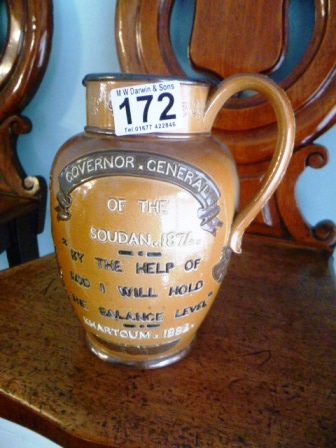 M W Darwin & Sons
172
Tel 01677 422846
GOVERNOR . GENERAL
OF THE
SOUDAN. 1874.
BY THE HELP OF
GOD I WILL HOLD
THE BALANCE LEVEL
KHARTOUM . 1884.